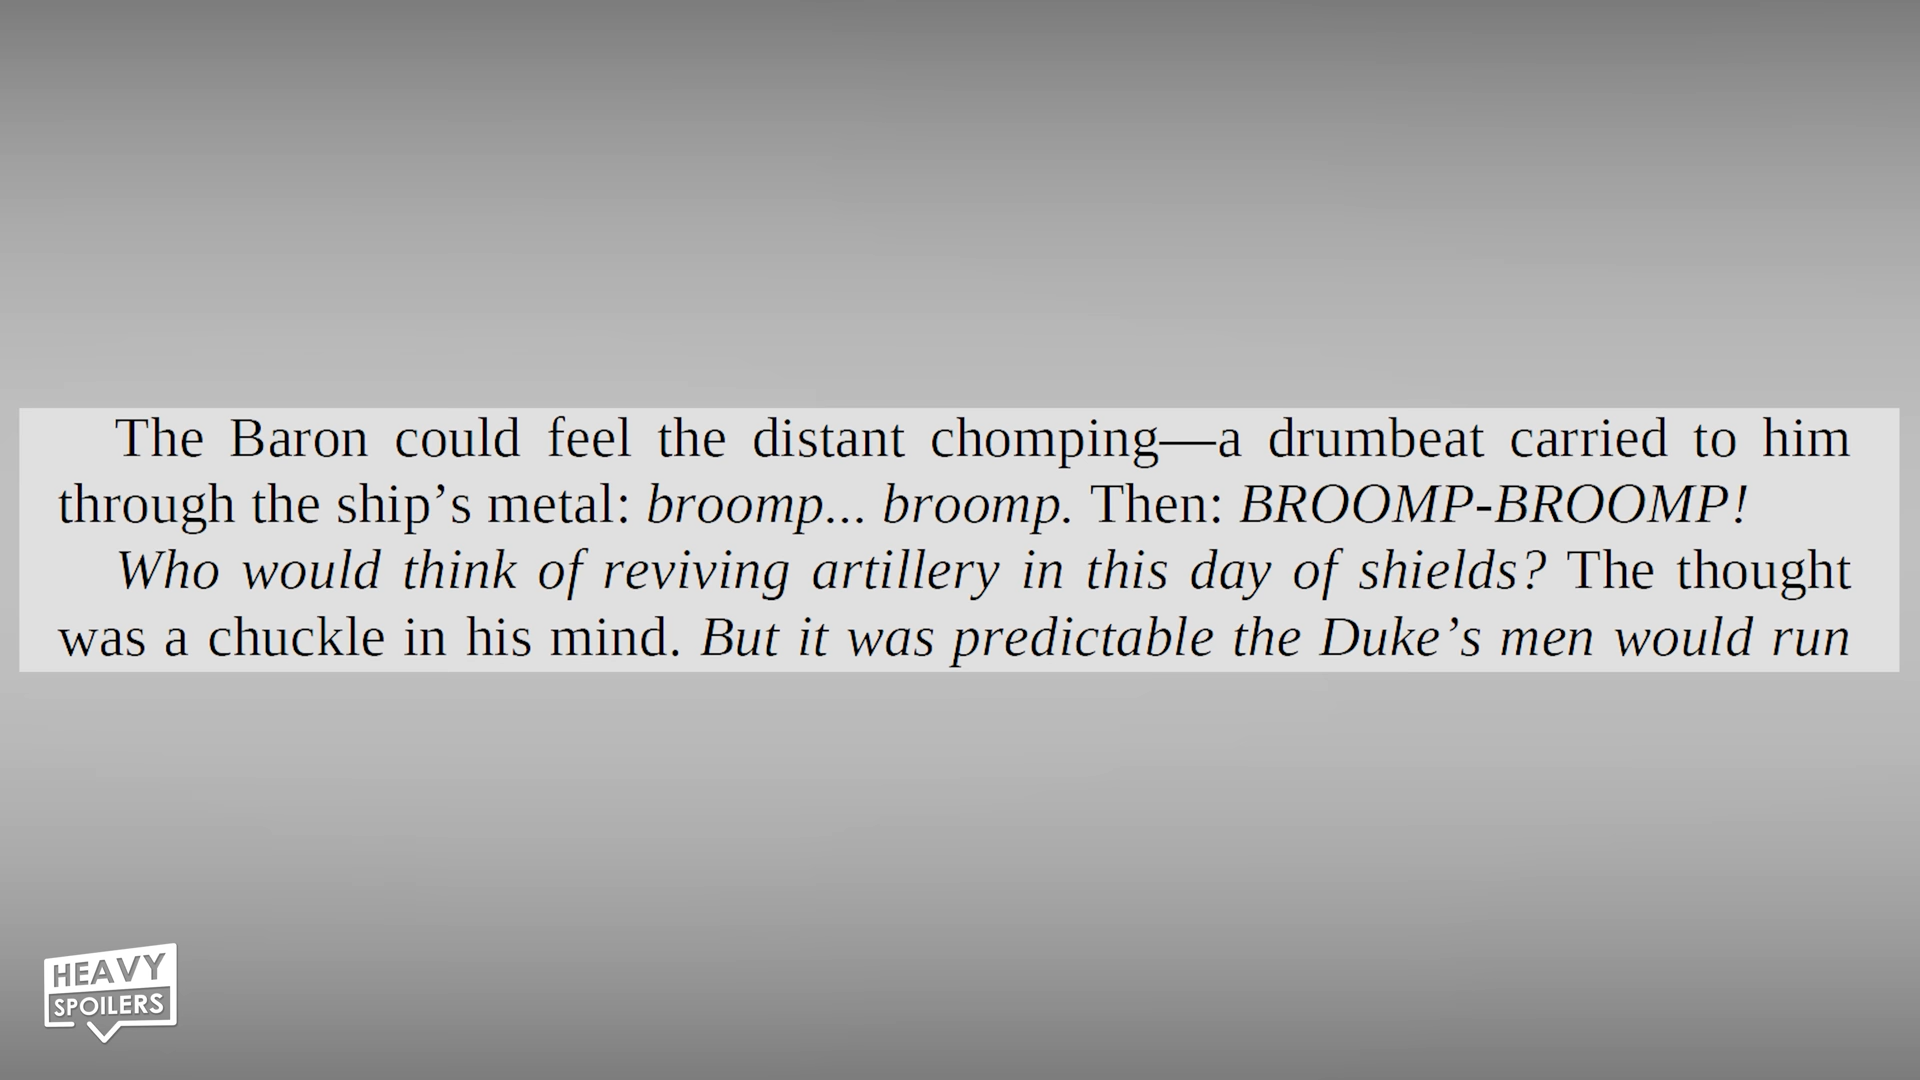 The Baron could feel the distant chomping—a drumbeat carried to him
through the ship’s metal: broomp... broomp. Then: BROOMP-BROOMP!
Who would think of reviving artillery in this day of shields? The thought
was a chuckle in his mind. But it was predictable the Duke’s men would run
HEAVY
SPOILERS